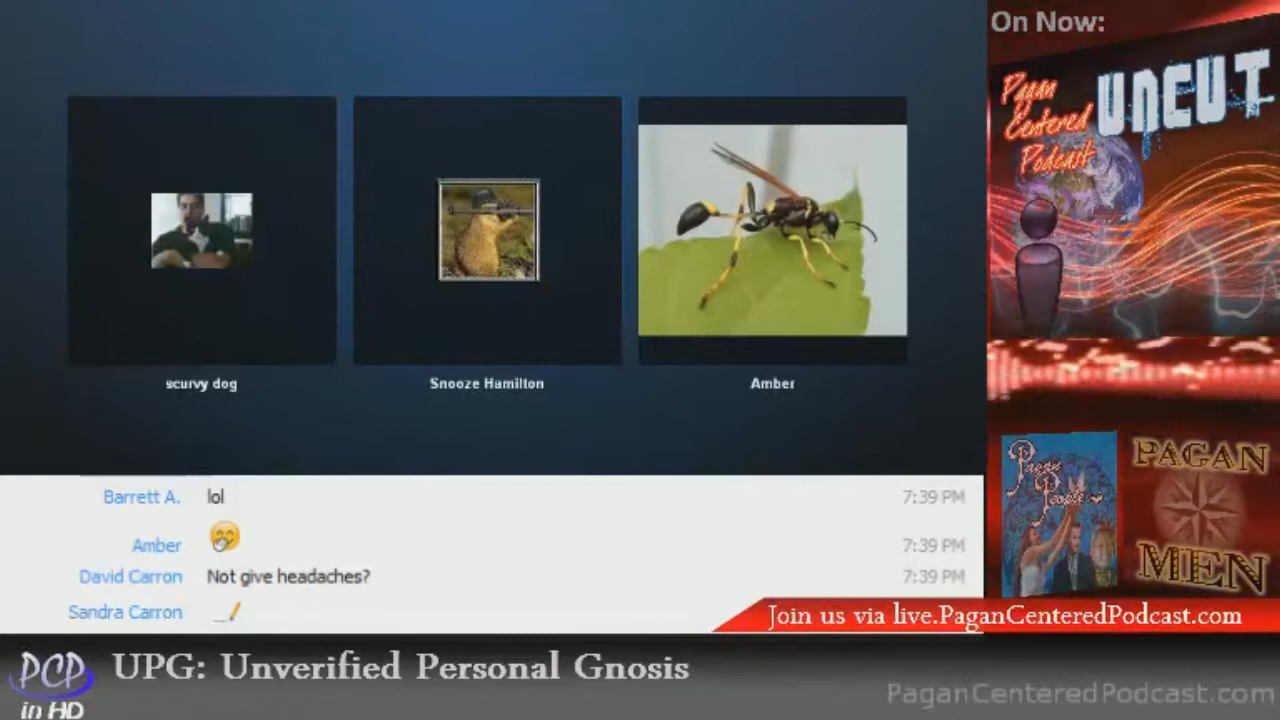 On Now:
Pagan
Centered
Podcast
UNCUT
scurvy dog
Snooze Hamilton
Amber
Barrett A. lol 7:39 PM
Amber 7:39 PM
David Carron Not give headaches? 7:39 PM
Sandra Carron
Pagan
People
PAGAN
MEN
Join us via live.PaganCenteredPodcast.com
PCP
in HD
UPG: Unverified Personal Gnosis
PaganCenteredPodcast.com